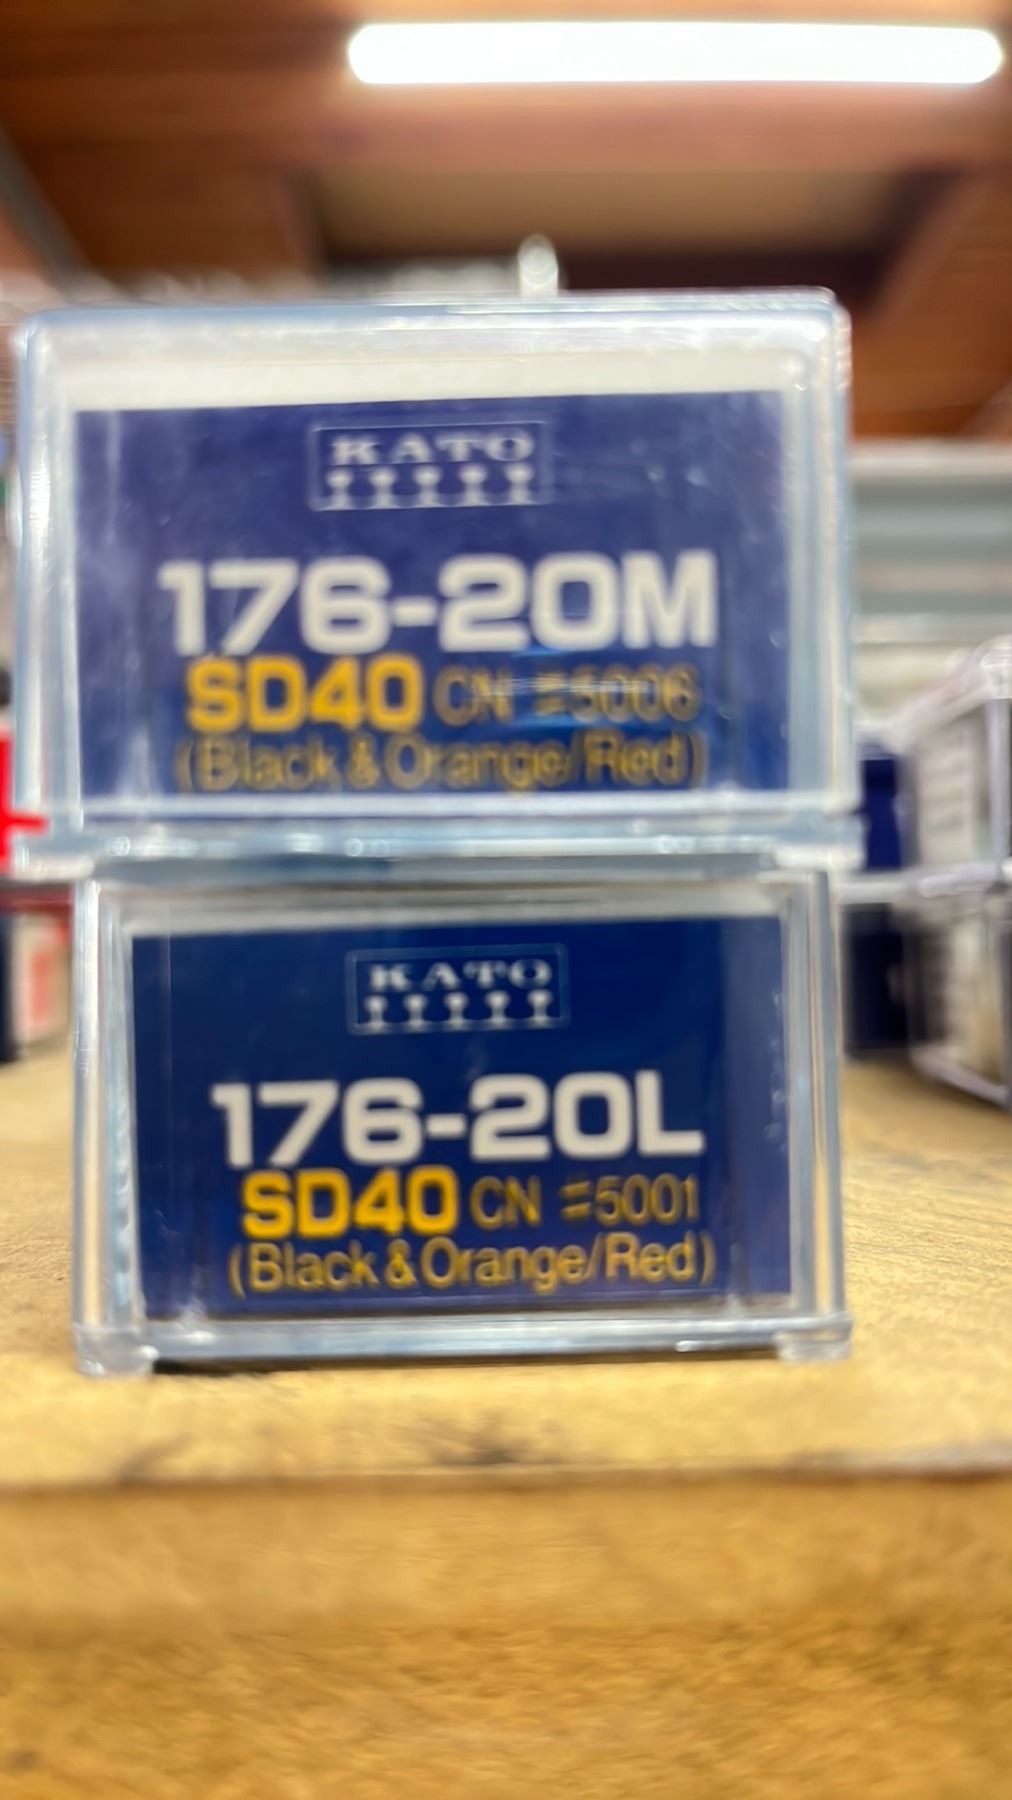 KATO
176-20M
SD40 CN #5006
(Black & Orange/Red)
KATO
176-20L
SD40 CN #5001
(Black & Orange/Red)